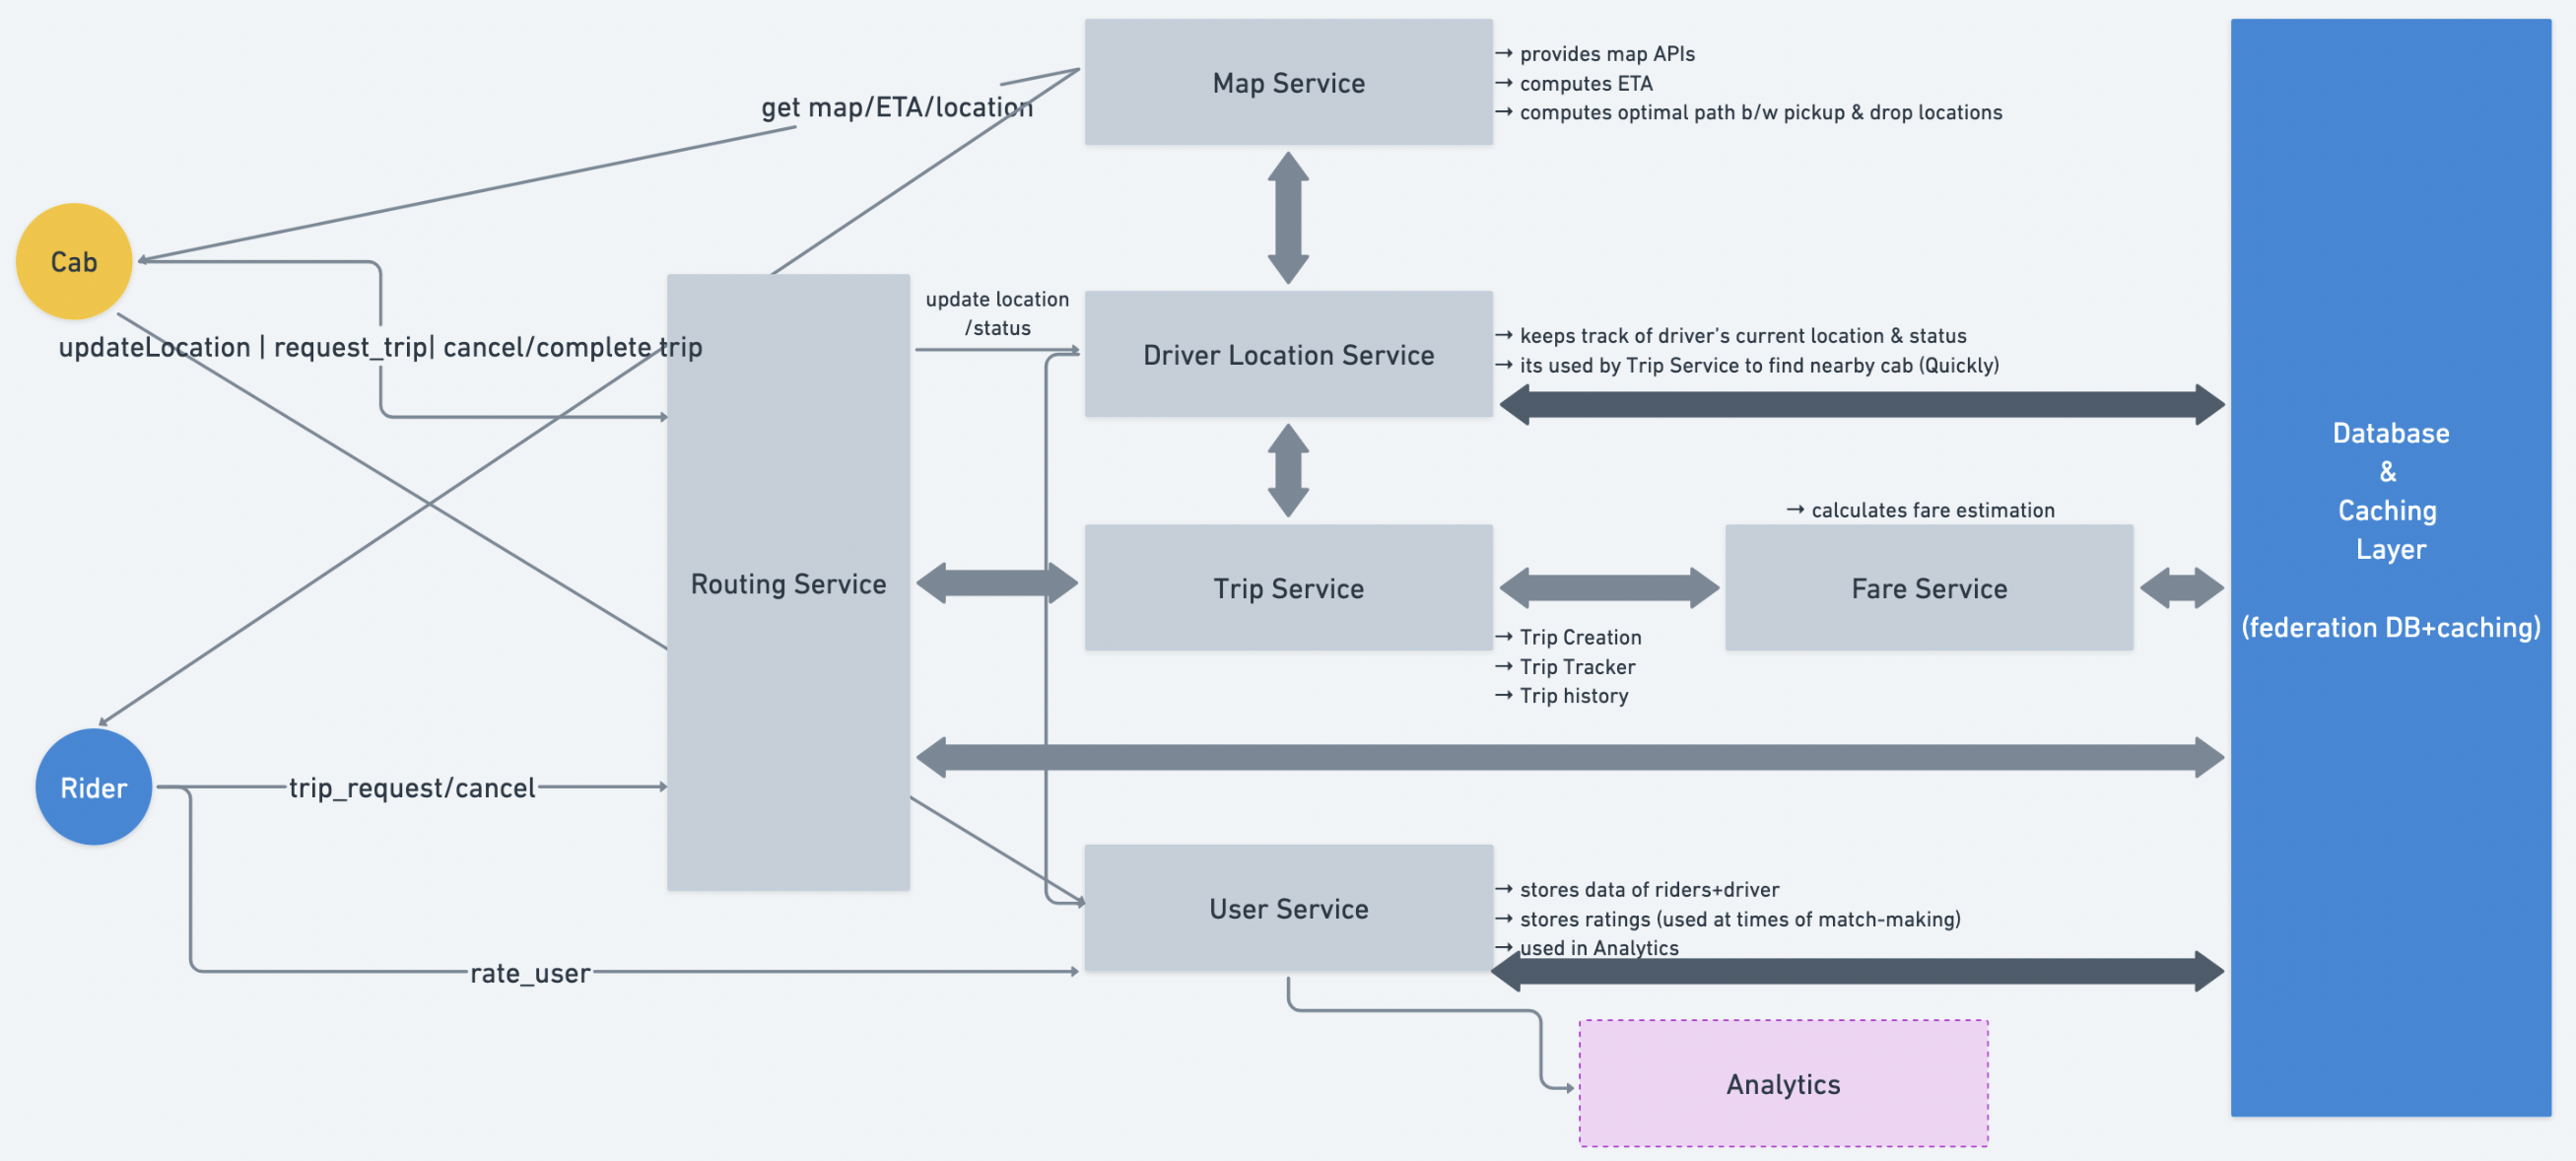 Map Service
→ provides map APIs
→ computes ETA
→ computes optimal path b/w pickup & drop locations
get map/ETA/location
Cab
updateLocation | request_trip| cancel/complete trip
update location
/status
Driver Location Service
→ keeps track of driver's current location & status
→ its used by Trip Service to find nearby cab (Quickly)
Routing Service
Trip Service
→ Trip Creation
→ Trip Tracker
→ Trip history
→ calculates fare estimation
Fare Service
Database
&
Caching
Layer
(federation DB+caching)
Rider
trip_request/cancel
rate_user
User Service
→ stores data of riders+driver
→ stores ratings (used at times of match-making)
→ used in Analytics
Analytics